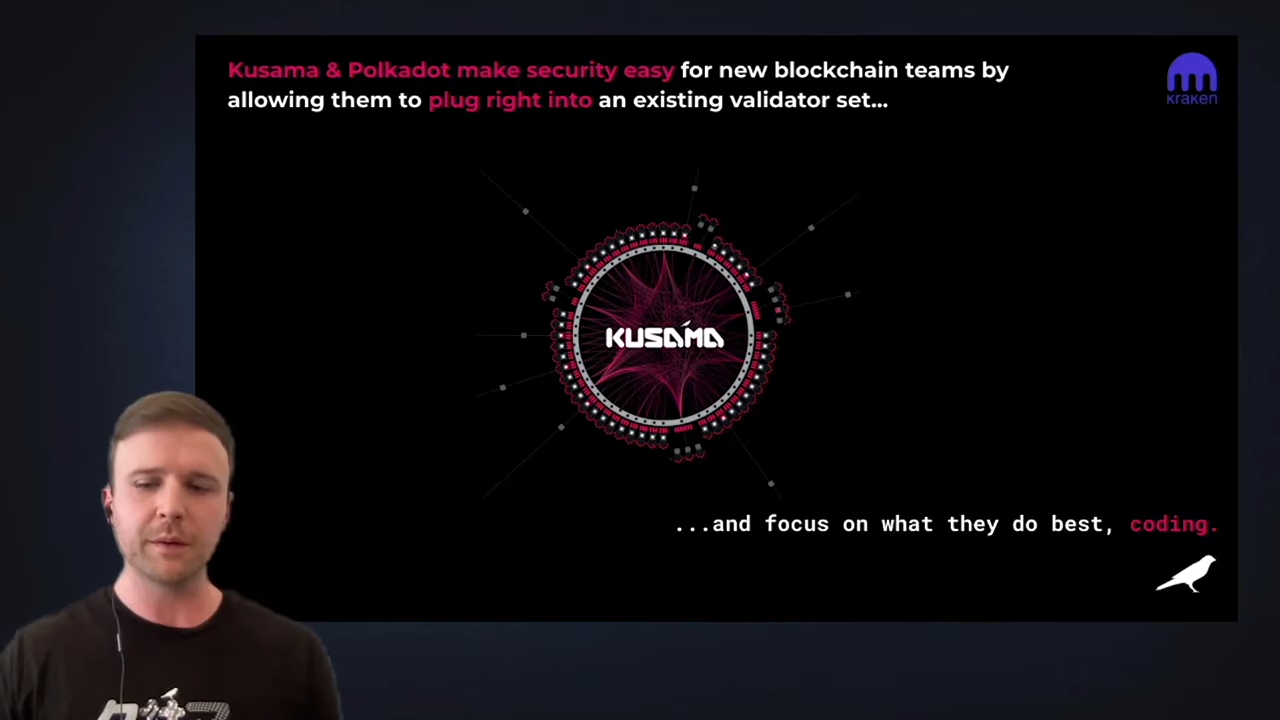 Kusama & Polkadot make security easy for new blockchain teams by
allowing them to plug right into an existing validator set...
kraken
KUSAMA
...and focus on what they do best, coding.